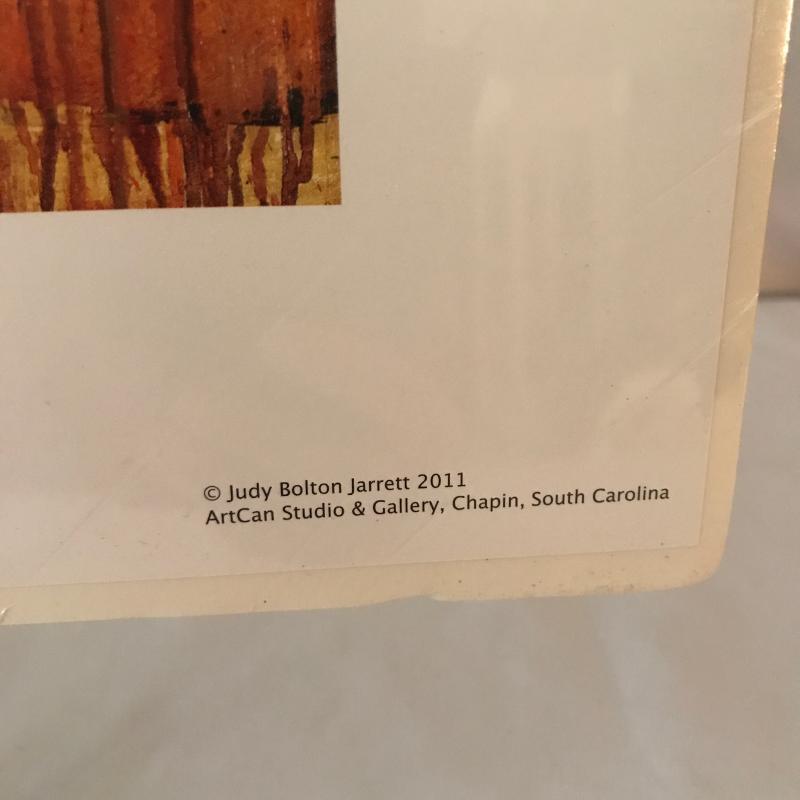 © Judy Bolton Jarrett 2011
ArtCan Studio & Gallery, Chapin, South Carolina